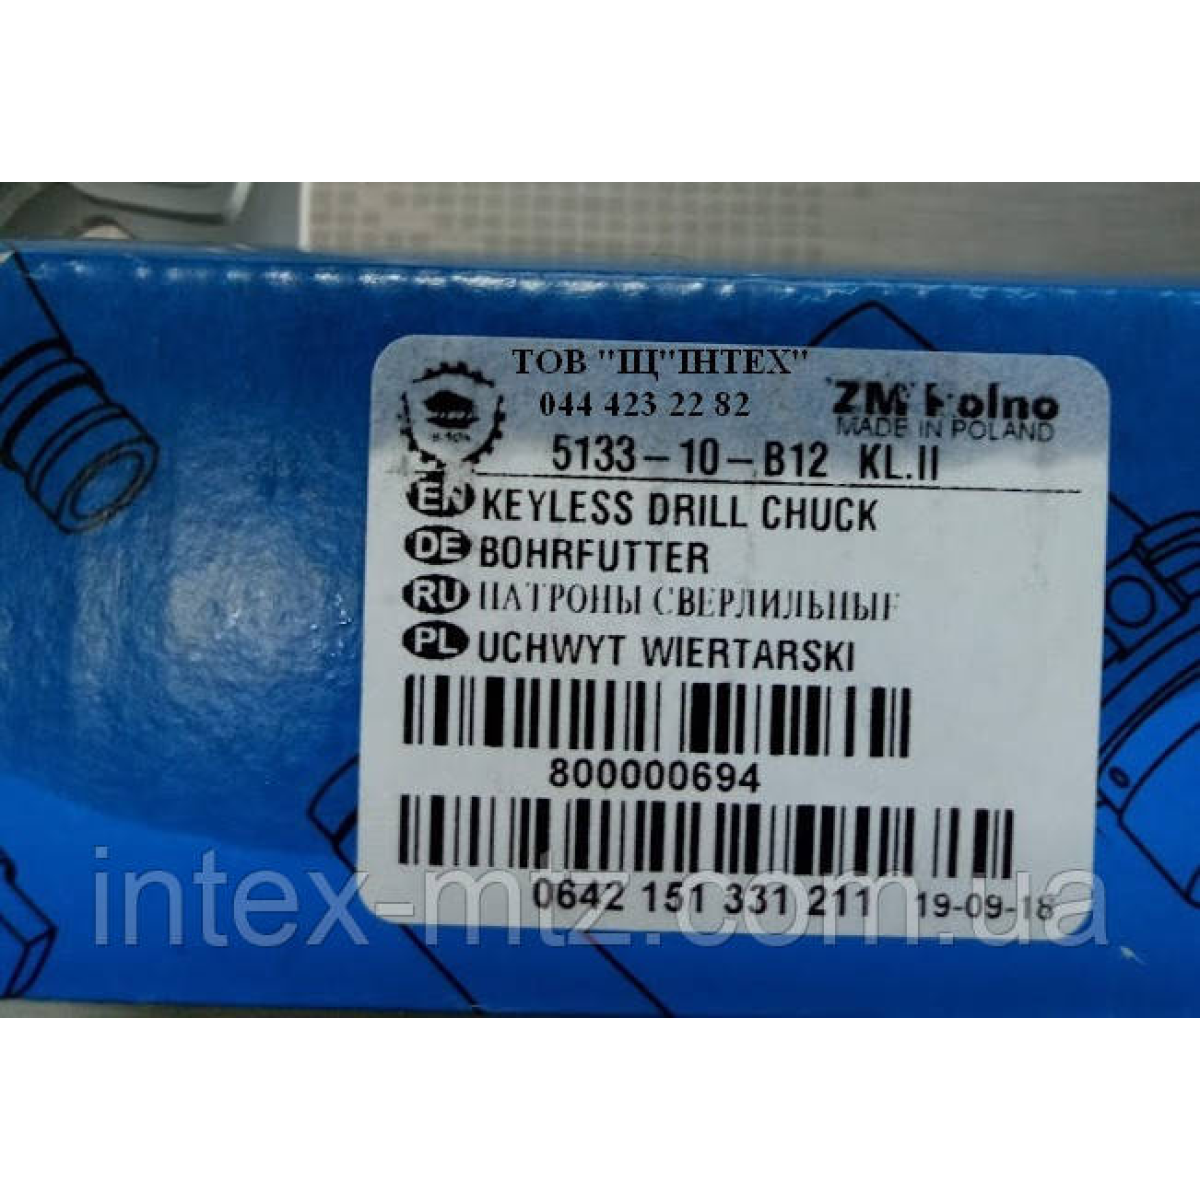 ТОВ "Щ"ІНТЕХ"
044 423 22 82
ZM Kolno
MADE IN POLAND
5133-10-B12 KL.II
EN KEYLESS DRILL CHUCK
DE BOHRFUTTER
RU ПАТРОНЫ СВЕРЛИЛЬНЫЕ
PL UCHWYT WIERTARSKI
800000694
0642 151 331 211 19-09-18
intex-mtz.com.ua